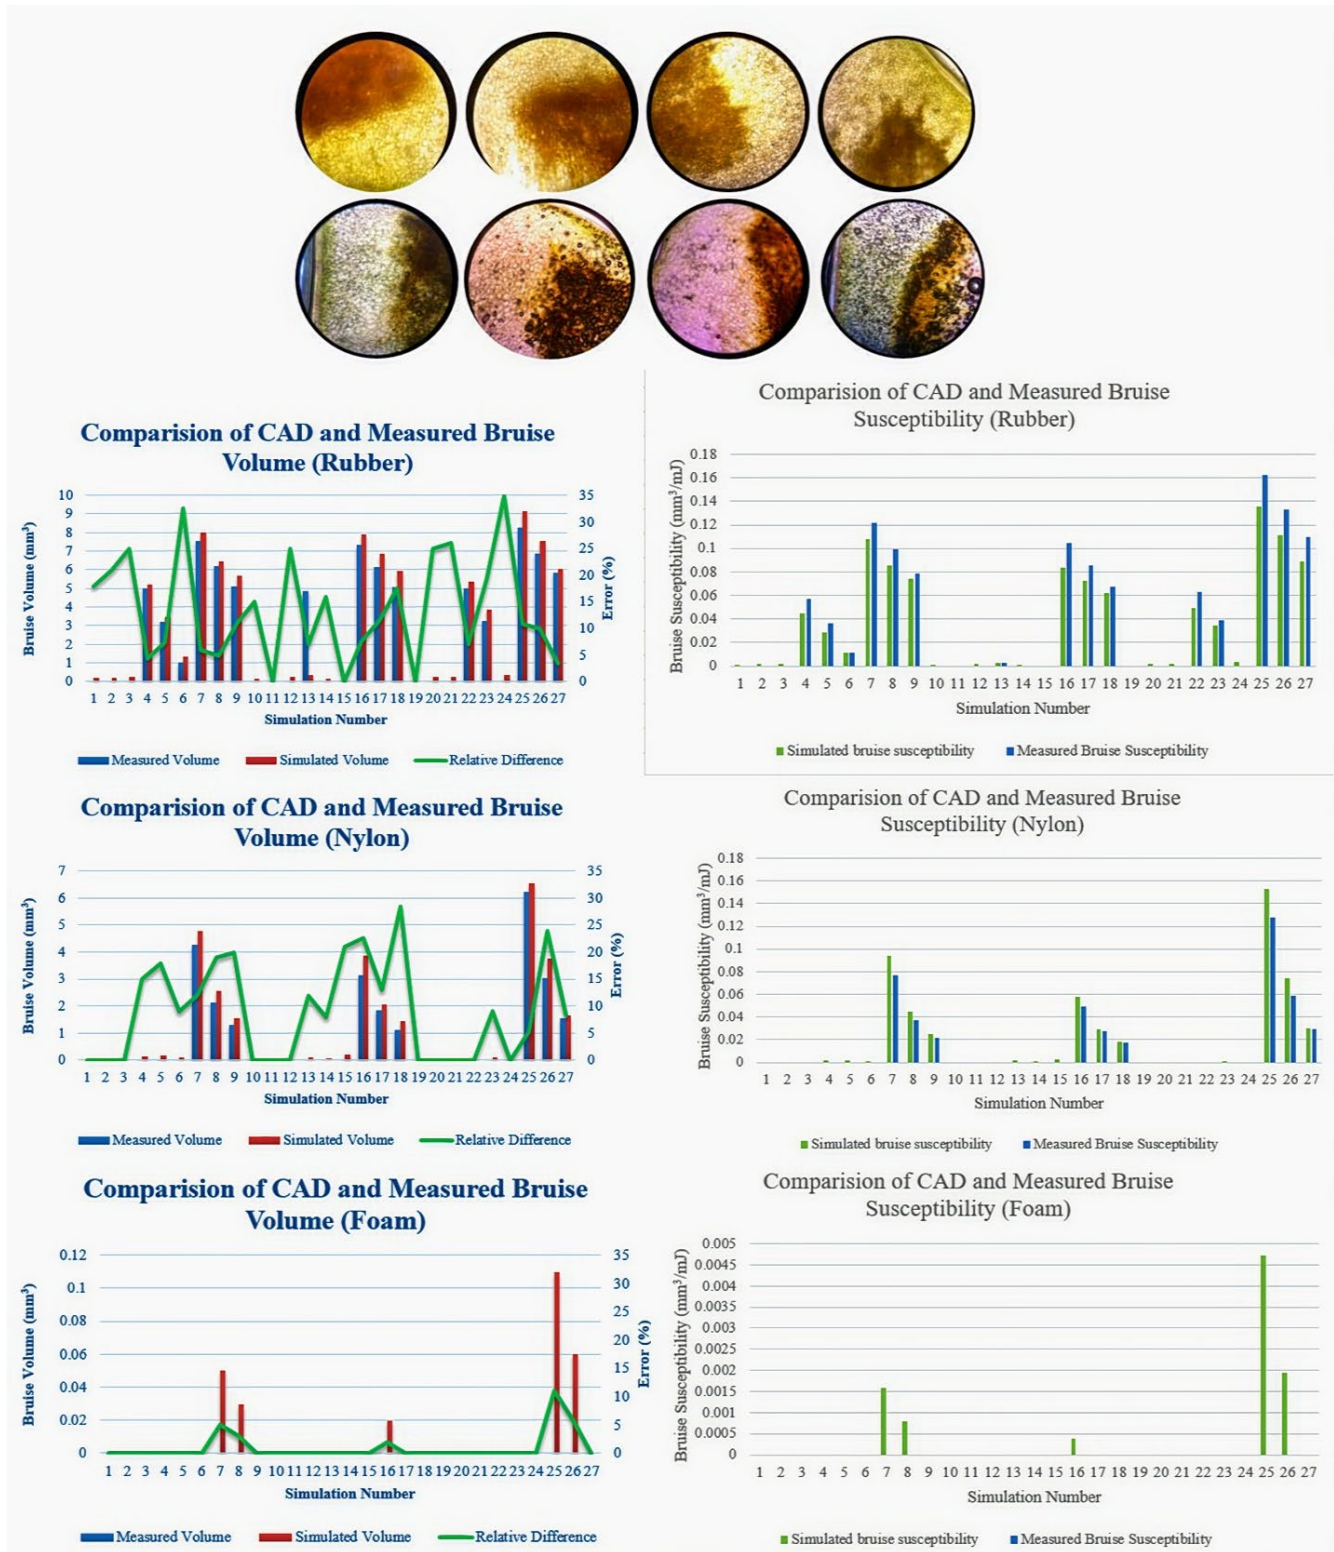 Comparision of CAD and Measured Bruise
Volume (Rubber)
Bruise Volume (mm³)
10
9
8
7
6
5
4
3
2
1
0
35
30
25
20
15
10
5
0
Error (%)
1 2 3 4 5 6 7 8 9 10 11 12 13 14 15 16 17 18 19 20 21 22 23 24 25 26 27
Simulation Number
Measured Volume Simulated Volume Relative Difference
Comparision of CAD and Measured Bruise
Susceptibility (Rubber)
Bruise Susceptibility (mm³/mJ)
0.18
0.16
0.14
0.12
0.1
0.08
0.06
0.04
0.02
0
1 2 3 4 5 6 7 8 9 10 11 12 13 14 15 16 17 18 19 20 21 22 23 24 25 26 27
Simulation Number
Simulated bruise susceptibility Measured Bruise Susceptibility
Comparision of CAD and Measured Bruise
Volume (Nylon)
Bruise Volume (mm³)
7
6
5
4
3
2
1
0
35
30
25
20
15
10
5
0
Error (%)
1 2 3 4 5 6 7 8 9 10 11 12 13 14 15 16 17 18 19 20 21 22 23 24 25 26 27
Simulation Number
Measured Volume Simulated Volume Relative Difference
Comparision of CAD and Measured Bruise
Susceptibility (Nylon)
Bruise Susceptibility (mm³/mJ)
0.18
0.16
0.14
0.12
0.1
0.08
0.06
0.04
0.02
0
1 2 3 4 5 6 7 8 9 10 11 12 13 14 15 16 17 18 19 20 21 22 23 24 25 26 27
Simulation Number
Simulated bruise susceptibility Measured Bruise Susceptibility
Comparision of CAD and Measured Bruise
Volume (Foam)
Bruise Volume (mm³)
0.12
0.1
0.08
0.06
0.04
0.02
0
35
30
25
20
15
10
5
0
Error (%)
1 2 3 4 5 6 7 8 9 10 11 12 13 14 15 16 17 18 19 20 21 22 23 24 25 26 27
Simulation Number
Measured Volume Simulated Volume Relative Difference
Comparision of CAD and Measured Bruise
Susceptibility (Foam)
Bruise Susceptibility (mm³/mJ)
0.005
0.0045
0.004
0.0035
0.003
0.0025
0.002
0.0015
0.001
0.0005
0
1 2 3 4 5 6 7 8 9 10 11 12 13 14 15 16 17 18 19 20 21 22 23 24 25 26 27
Simulation Number
Simulated bruise susceptibility Measured Bruise Susceptibility